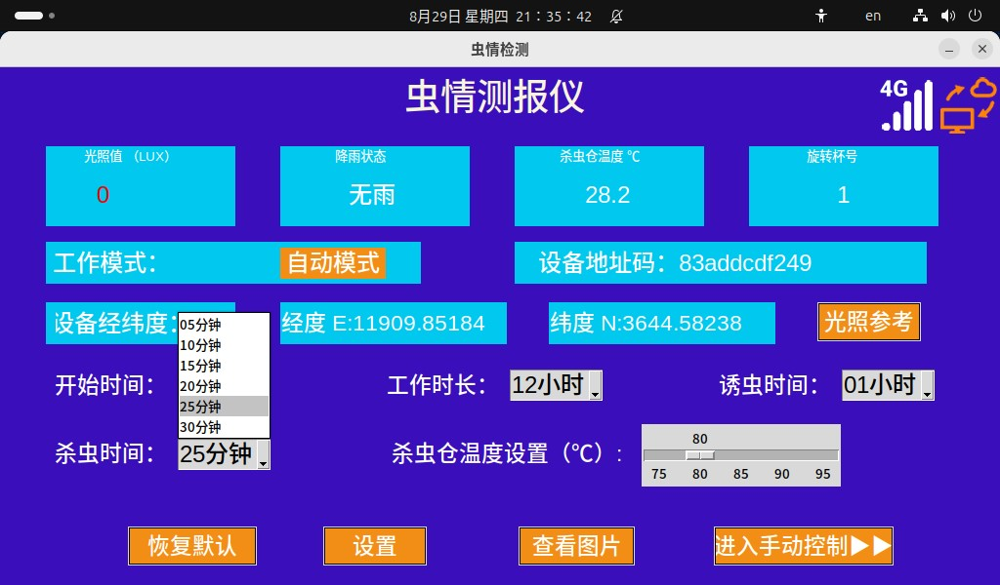 8月29日 星期四 21：35：42
en
虫情检测
虫情测报仪
4G
光照值 （LUX）
0
降雨状态
无雨
杀虫仓温度 ℃
28.2
旋转杯号
1
工作模式：
自动模式
设备地址码：83addcdf249
设备经纬度：
经度 E:11909.85184
纬度 N:3644.58238
光照参考
05分钟
10分钟
15分钟
20分钟
25分钟
30分钟
开始时间：
工作时长：
12小时
诱虫时间：
01小时
杀虫时间：
25分钟
杀虫仓温度设置（℃）：
80
75 80 85 90 95
恢复默认
设置
查看图片
进入手动控制▶▶